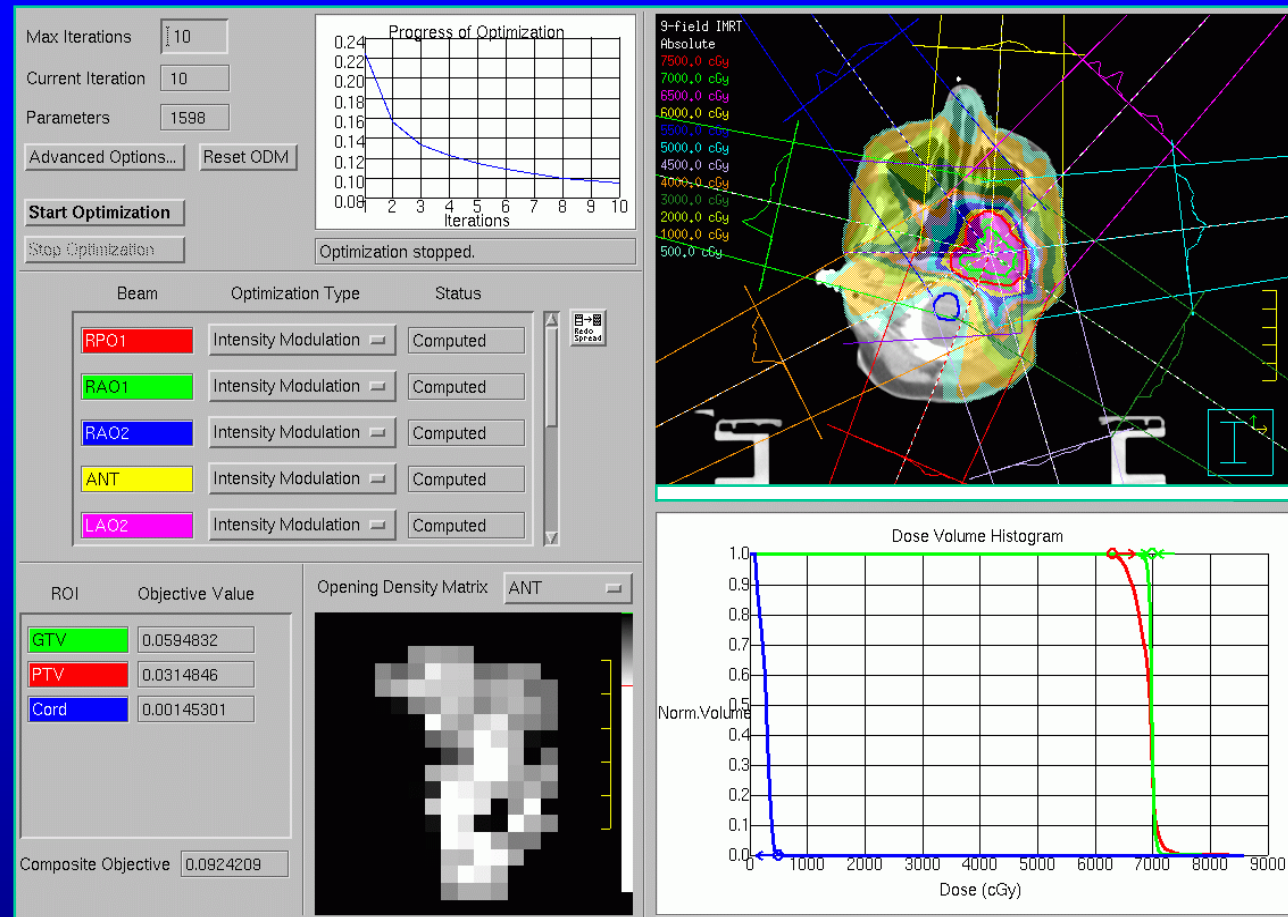 Max Iterations 10
Current Iteration 10
Parameters 1598
Advanced Options... Reset ODM
Start Optimization
Stop Optimization
Progress of Optimization
0.24
0.22
0.20
0.18
0.16
0.14
0.12
0.10
0.08
1 2 3 4 5 6 7 8 9 10
Iterations
Optimization stopped.
9-field IMRT
Absolute
7500.0 cGy
7000.0 cGy
6500.0 cGy
6000.0 cGy
5500.0 cGy
5000.0 cGy
4500.0 cGy
4000.0 cGy
3000.0 cGy
2000.0 cGy
1000.0 cGy
500.0 cGy
Beam Optimization Type Status
Redo
Spread
RPO1 Intensity Modulation Computed
RAO1 Intensity Modulation Computed
RAO2 Intensity Modulation Computed
ANT Intensity Modulation Computed
LAO2 Intensity Modulation Computed
ROI Objective Value
GTV 0.0594832
PTV 0.0314846
Cord 0.00145301
Composite Objective 0.0924209
Opening Density Matrix ANT
Dose Volume Histogram
1.0
0.9
0.8
0.7
0.6
0.5
0.4
0.3
0.2
0.1
0.0
Norm.Volume
0 1000 2000 3000 4000 5000 6000 7000 8000 9000
Dose (cGy)